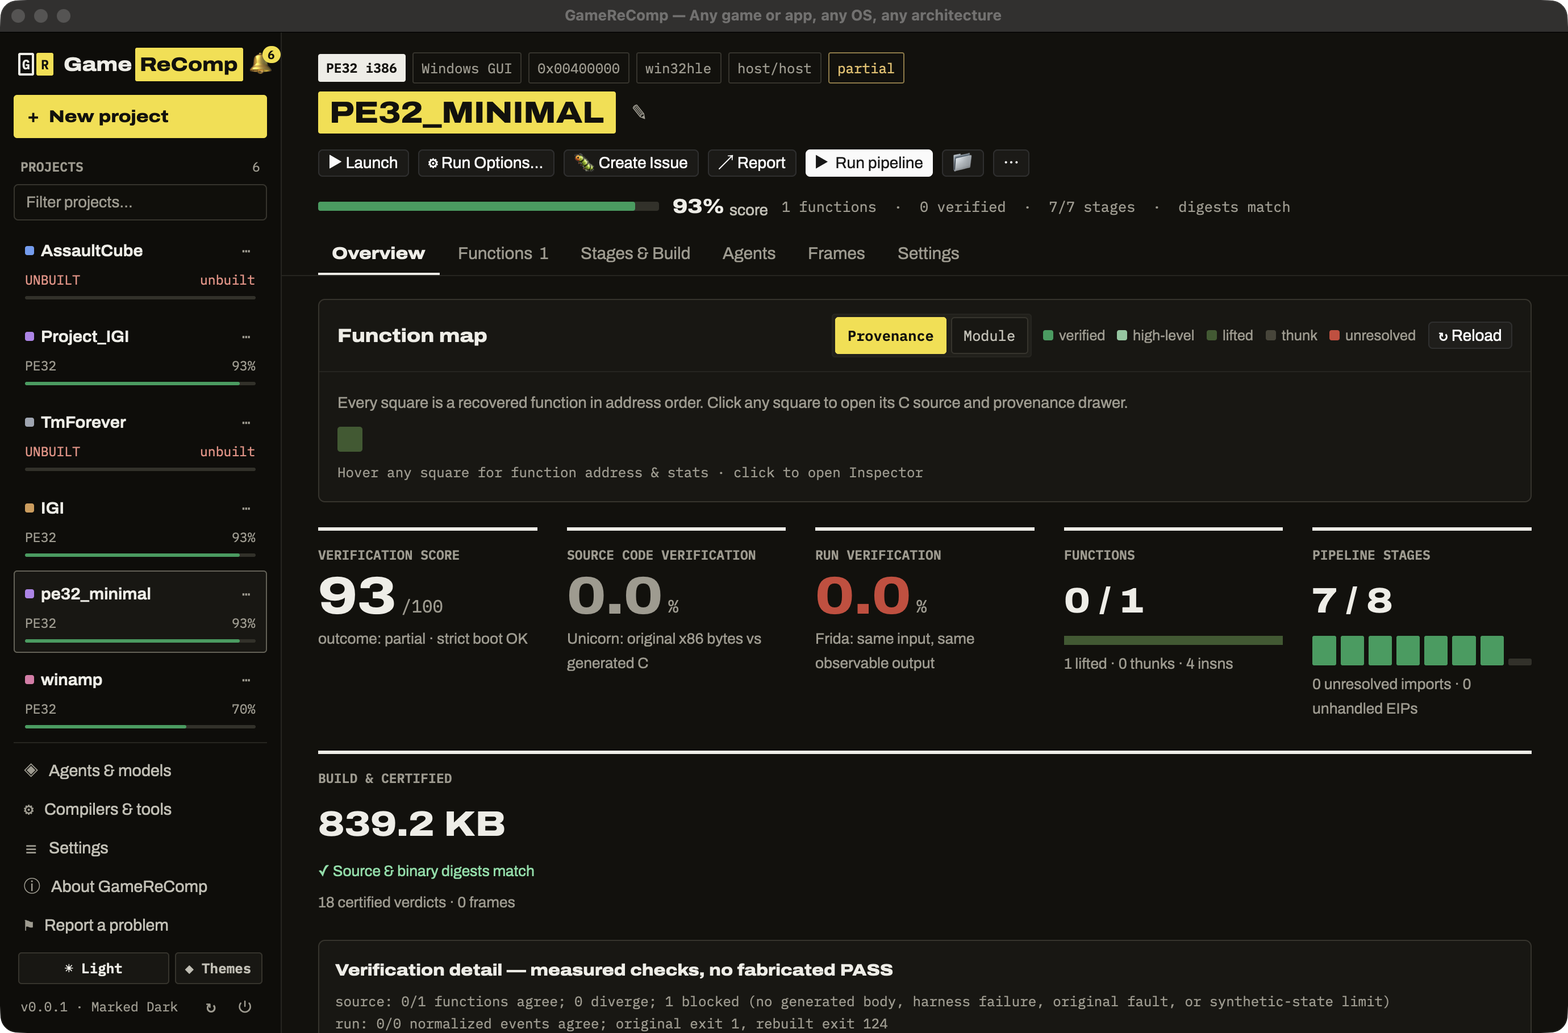 GameReComp — Any game or app, any OS, any architecture
GR Game ReComp 6
+ New project
PROJECTS 6
Filter projects...
AssaultCube ...
UNBUILT unbuilt
Project_IGI ...
PE32 93%
TmForever ...
UNBUILT unbuilt
IGI ...
PE32 93%
pe32_minimal ...
PE32 93%
winamp ...
PE32 70%
Agents & models
Compilers & tools
Settings
About GameReComp
Report a problem
Light Themes
v0.0.1 · Marked Dark
PE32 i386 Windows GUI 0x00400000 win32hle host/host partial
PE32_MINIMAL
Launch Run Options... Create Issue Report Run pipeline ...
93% score 1 functions · 0 verified · 7/7 stages · digests match
Overview Functions 1 Stages & Build Agents Frames Settings
Function map Provenance Module verified high-level lifted thunk unresolved Reload
Every square is a recovered function in address order. Click any square to open its C source and provenance drawer.
Hover any square for function address & stats · click to open Inspector
VERIFICATION SCORE
93 /100
outcome: partial · strict boot OK
SOURCE CODE VERIFICATION
0.0 %
Unicorn: original x86 bytes vs
generated C
RUN VERIFICATION
0.0 %
Frida: same input, same
observable output
FUNCTIONS
0 / 1
1 lifted · 0 thunks · 4 insns
PIPELINE STAGES
7 / 8
0 unresolved imports · 0
unhandled EIPs
BUILD & CERTIFIED
839.2 KB
✓ Source & binary digests match
18 certified verdicts · 0 frames
Verification detail — measured checks, no fabricated PASS
source: 0/1 functions agree; 0 diverge; 1 blocked (no generated body, harness failure, original fault, or synthetic-state limit)
run: 0/0 normalized events agree; original exit 1, rebuilt exit 124